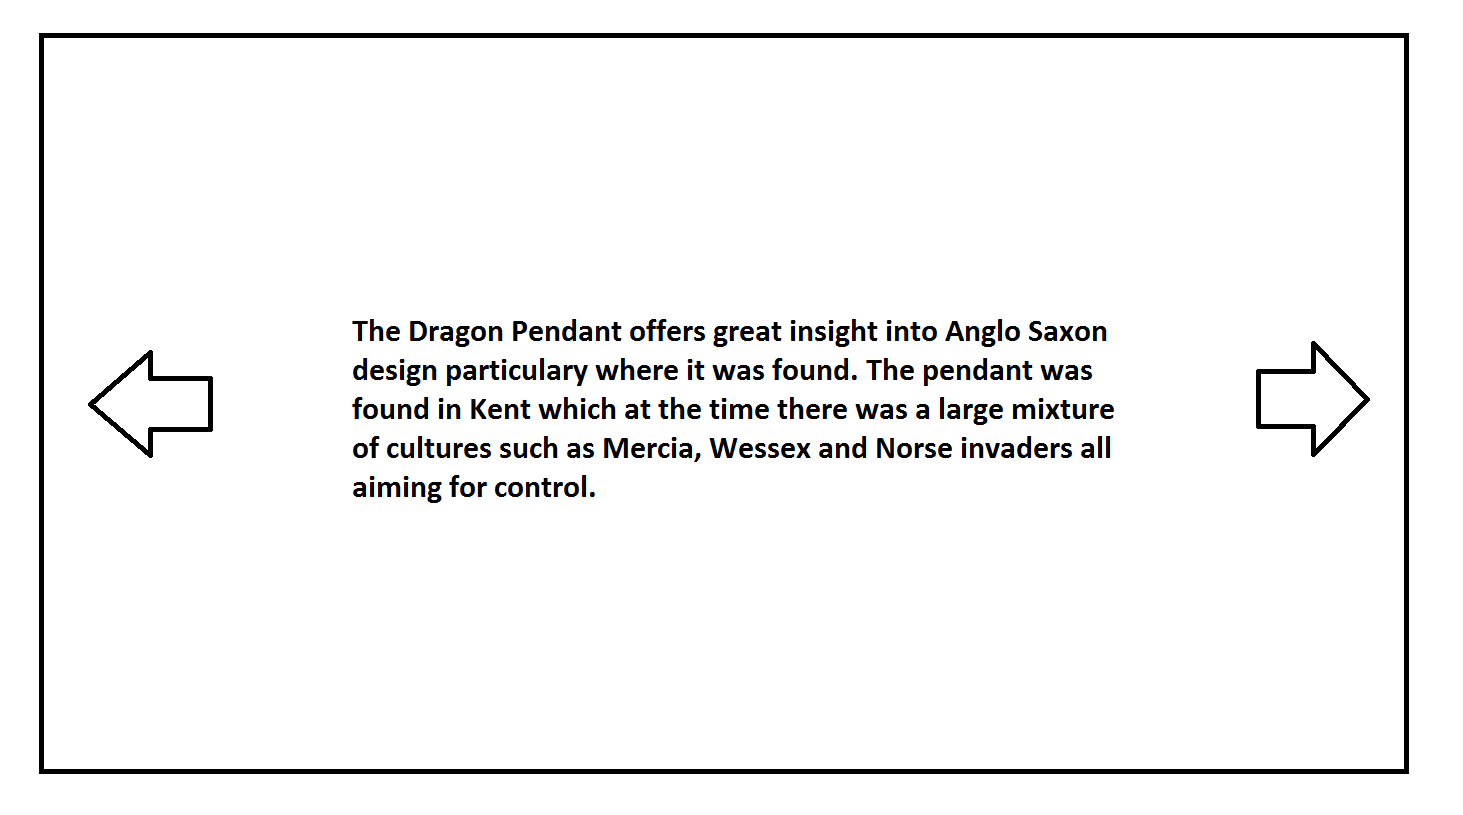 The Dragon Pendant offers great insight into Anglo Saxon
design particulary where it was found. The pendant was
found in Kent which at the time there was a large mixture
of cultures such as Mercia, Wessex and Norse invaders all
aiming for control.